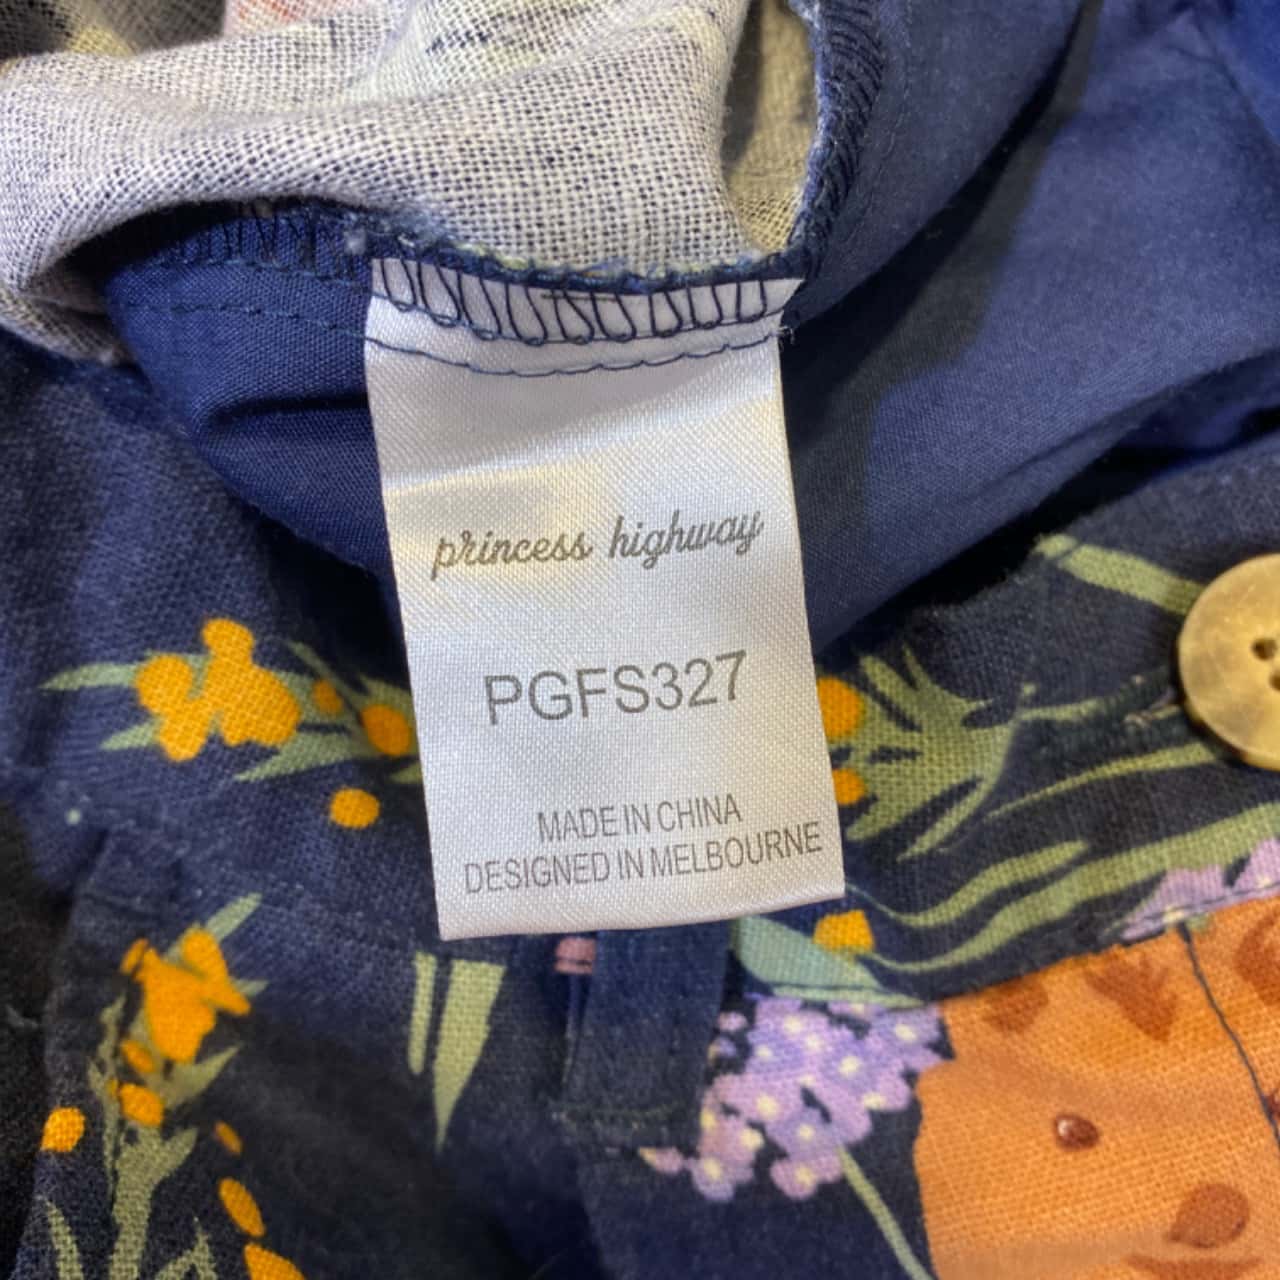 princess highway
PGFS327
MADE IN CHINA
DESIGNED IN MELBOURNE